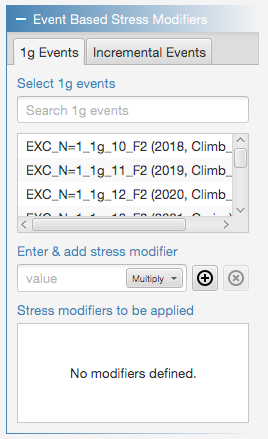 Event Based Stress Modifiers
1g Events Incremental Events
Select 1g events
Search 1g events
EXC_N=1_1g_10_F2 (2018, Climb_
EXC_N=1_1g_11_F2 (2019, Climb_
EXC_N=1_1g_12_F2 (2020, Climb_
Enter & add stress modifier
value Multiply
Stress modifiers to be applied
No modifiers defined.